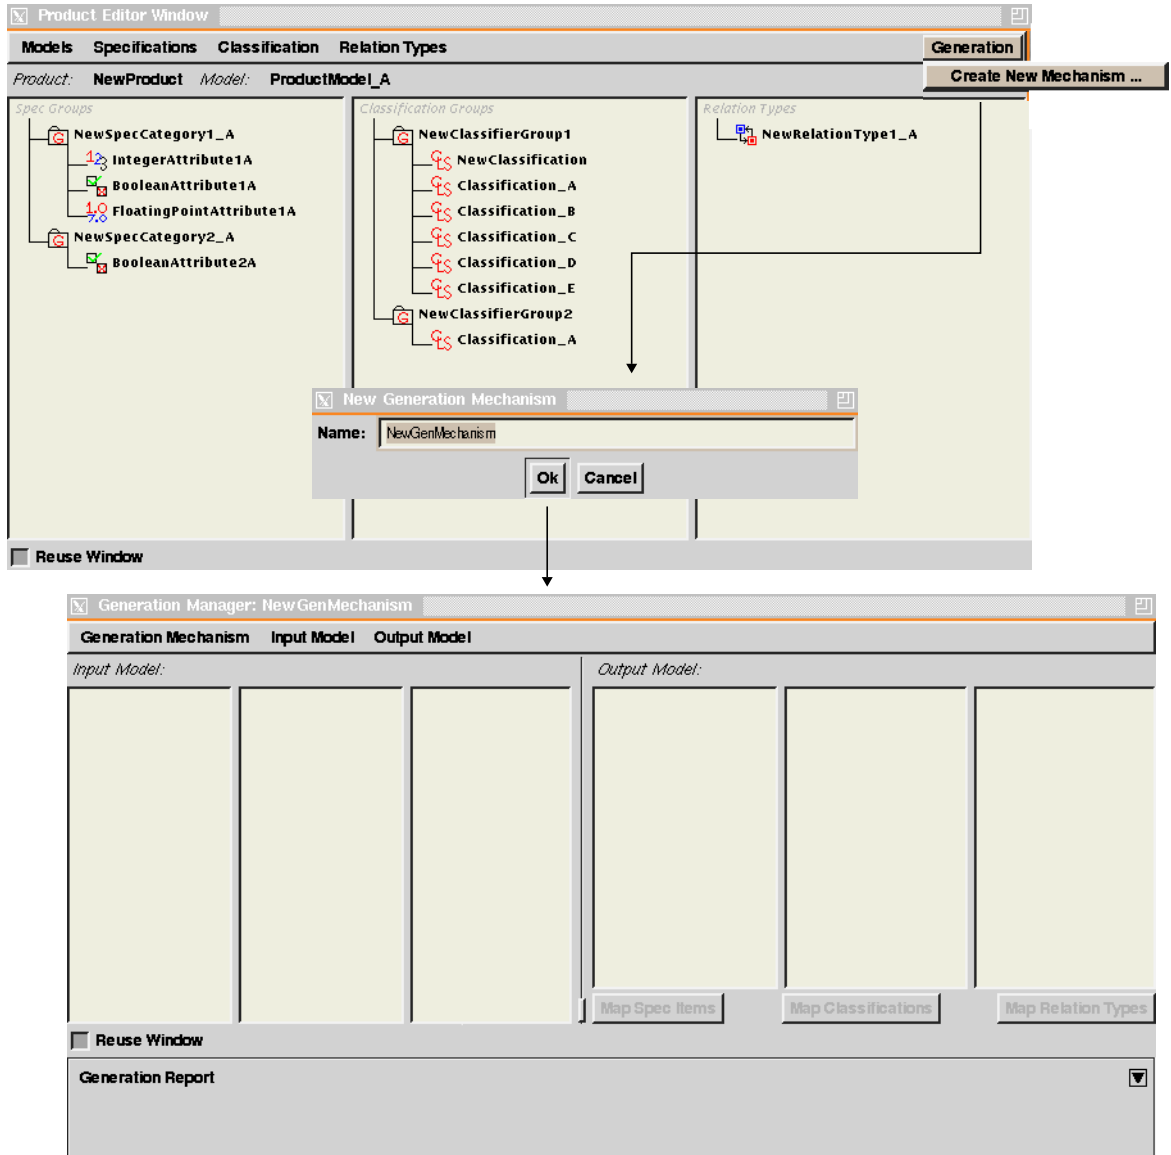 Product Editor Window
Models Specifications Classification Relation Types Generation
Create New Mechanism ...
Product: NewProduct Model: ProductModel_A
Spec Groups
NewSpecCategory1_A
IntegerAttribute1A
BooleanAttribute1A
FloatingPointAttribute1A
NewSpecCategory2_A
BooleanAttribute2A
Classification Groups
NewClassifierGroup1
NewClassification
Classification_A
Classification_B
Classification_C
Classification_D
Classification_E
NewClassifierGroup2
Classification_A
Relation Types
NewRelationType1_A
New Generation Mechanism
Name: NewGenMechanism
Ok Cancel
Reuse Window
Generation Manager: NewGenMechanism
Generation Mechanism Input Model Output Model
Input Model: Output Model:
Map Spec Items Map Classifications Map Relation Types
Reuse Window
Generation Report